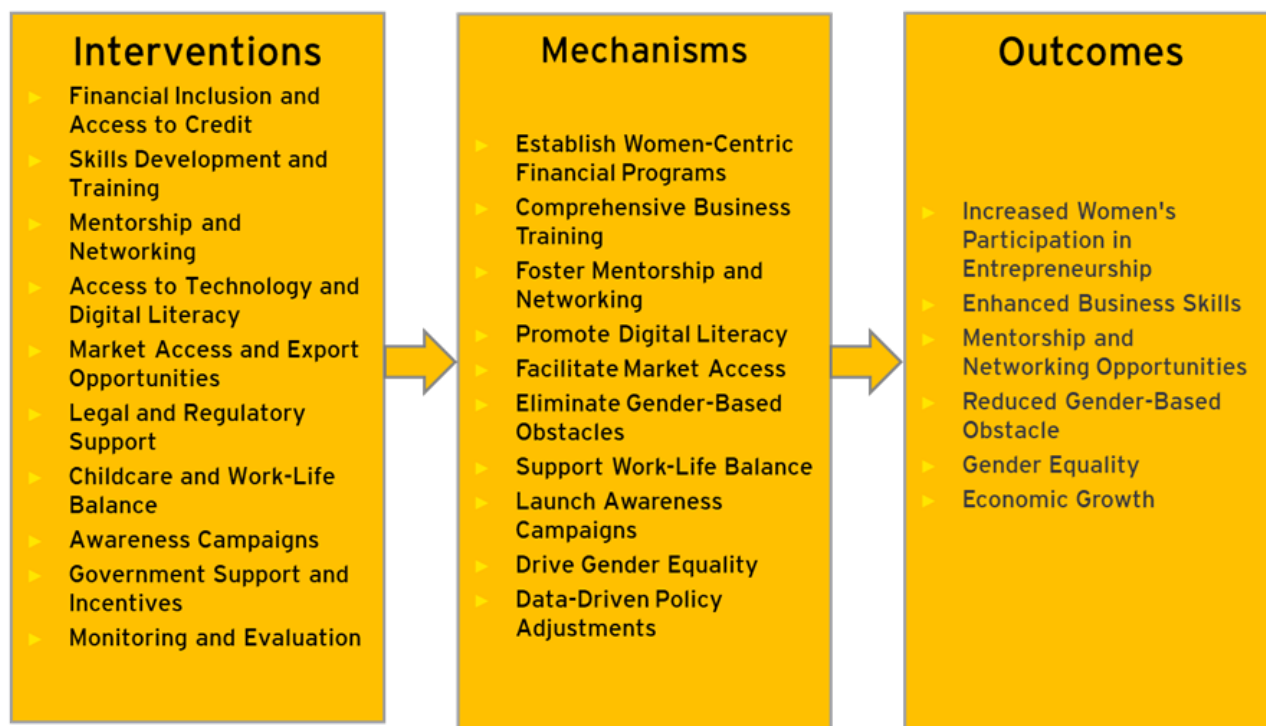 Interventions
Financial Inclusion and
Access to Credit
Skills Development and
Training
Mentorship and
Networking
Access to Technology and
Digital Literacy
Market Access and Export
Opportunities
Legal and Regulatory
Support
Childcare and Work-Life
Balance
Awareness Campaigns
Government Support and
Incentives
Monitoring and Evaluation
Mechanisms
Establish Women-Centric
Financial Programs
Comprehensive Business
Training
Foster Mentorship and
Networking
Promote Digital Literacy
Facilitate Market Access
Eliminate Gender-Based
Obstacles
Support Work-Life Balance
Launch Awareness
Campaigns
Drive Gender Equality
Data-Driven Policy
Adjustments
Outcomes
Increased Women's
Participation in
Entrepreneurship
Enhanced Business Skills
Mentorship and
Networking Opportunities
Reduced Gender-Based
Obstacle
Gender Equality
Economic Growth